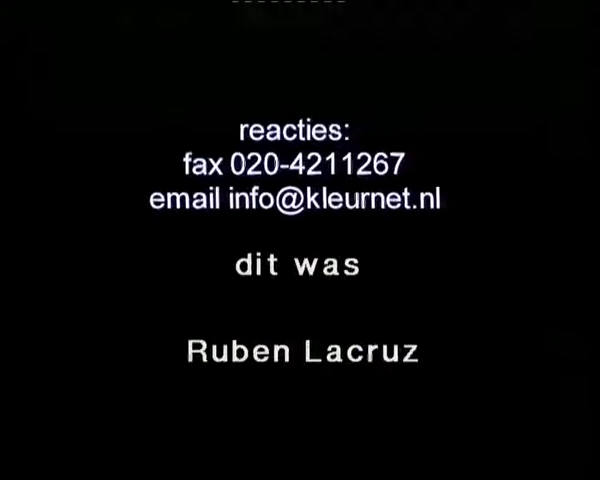 reacties:
fax 020-4211267
email info@kleurnet.nl
dit was
Ruben Lacruz